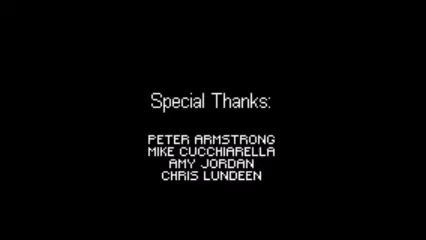 Special Thanks:
PETER ARMSTRONG
MIKE CUCCHIARELLA
AMY JORDAN
CHRIS LUNDEEN